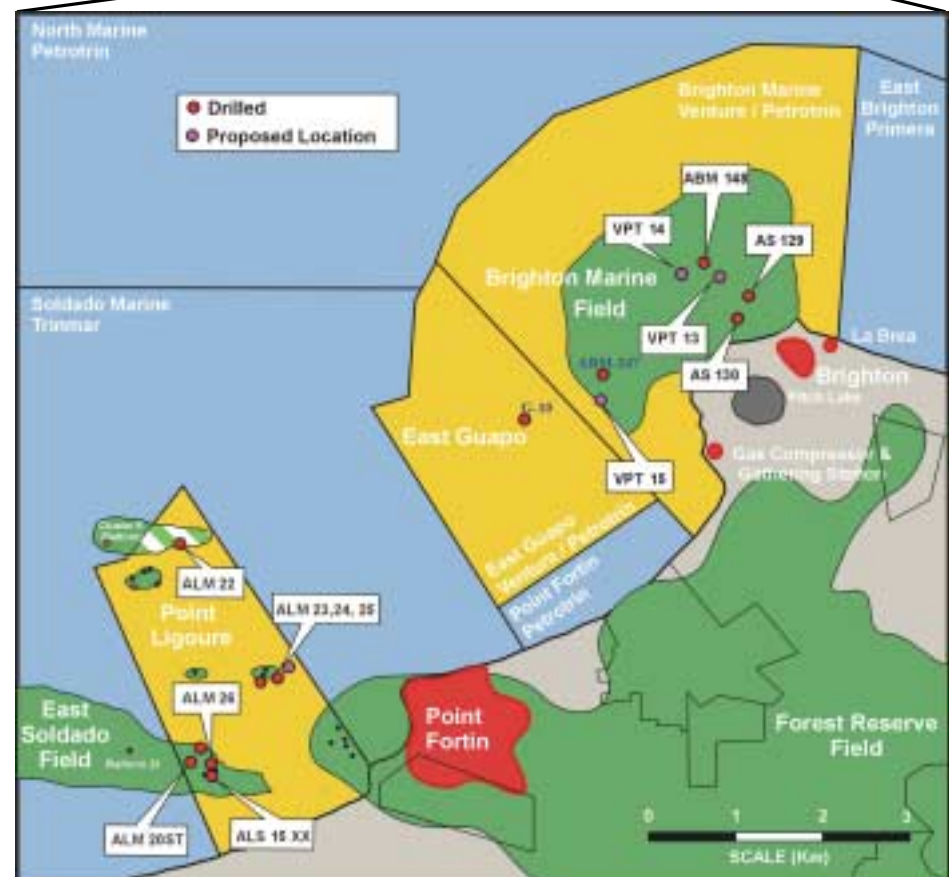 North Marine
Petrotrin
Drilled
Proposed Location
Brighton Marine
Venture / Petrotrin
East
Brighton
Primera
ABM 148
VPT 14
AS 129
Brighton Marine
Field
Soldado Marine
Trinmar
VPT 13
La Brea
AS 130
Brighton
Pitch Lake
East Guapo
Gas Compressor &
Gathering Station
VPT 15
East Guapo
Venture / Petrotrin
Point Fortin
Petrotrin
ALM 22
Point
Ligoure
ALM 23,24, 25
ALM 26
East
Soldado
Field
Point
Fortin
Forest Reserve
Field
ALM 20ST
ALS 15 XX
0 1 2 3
SCALE (Km)